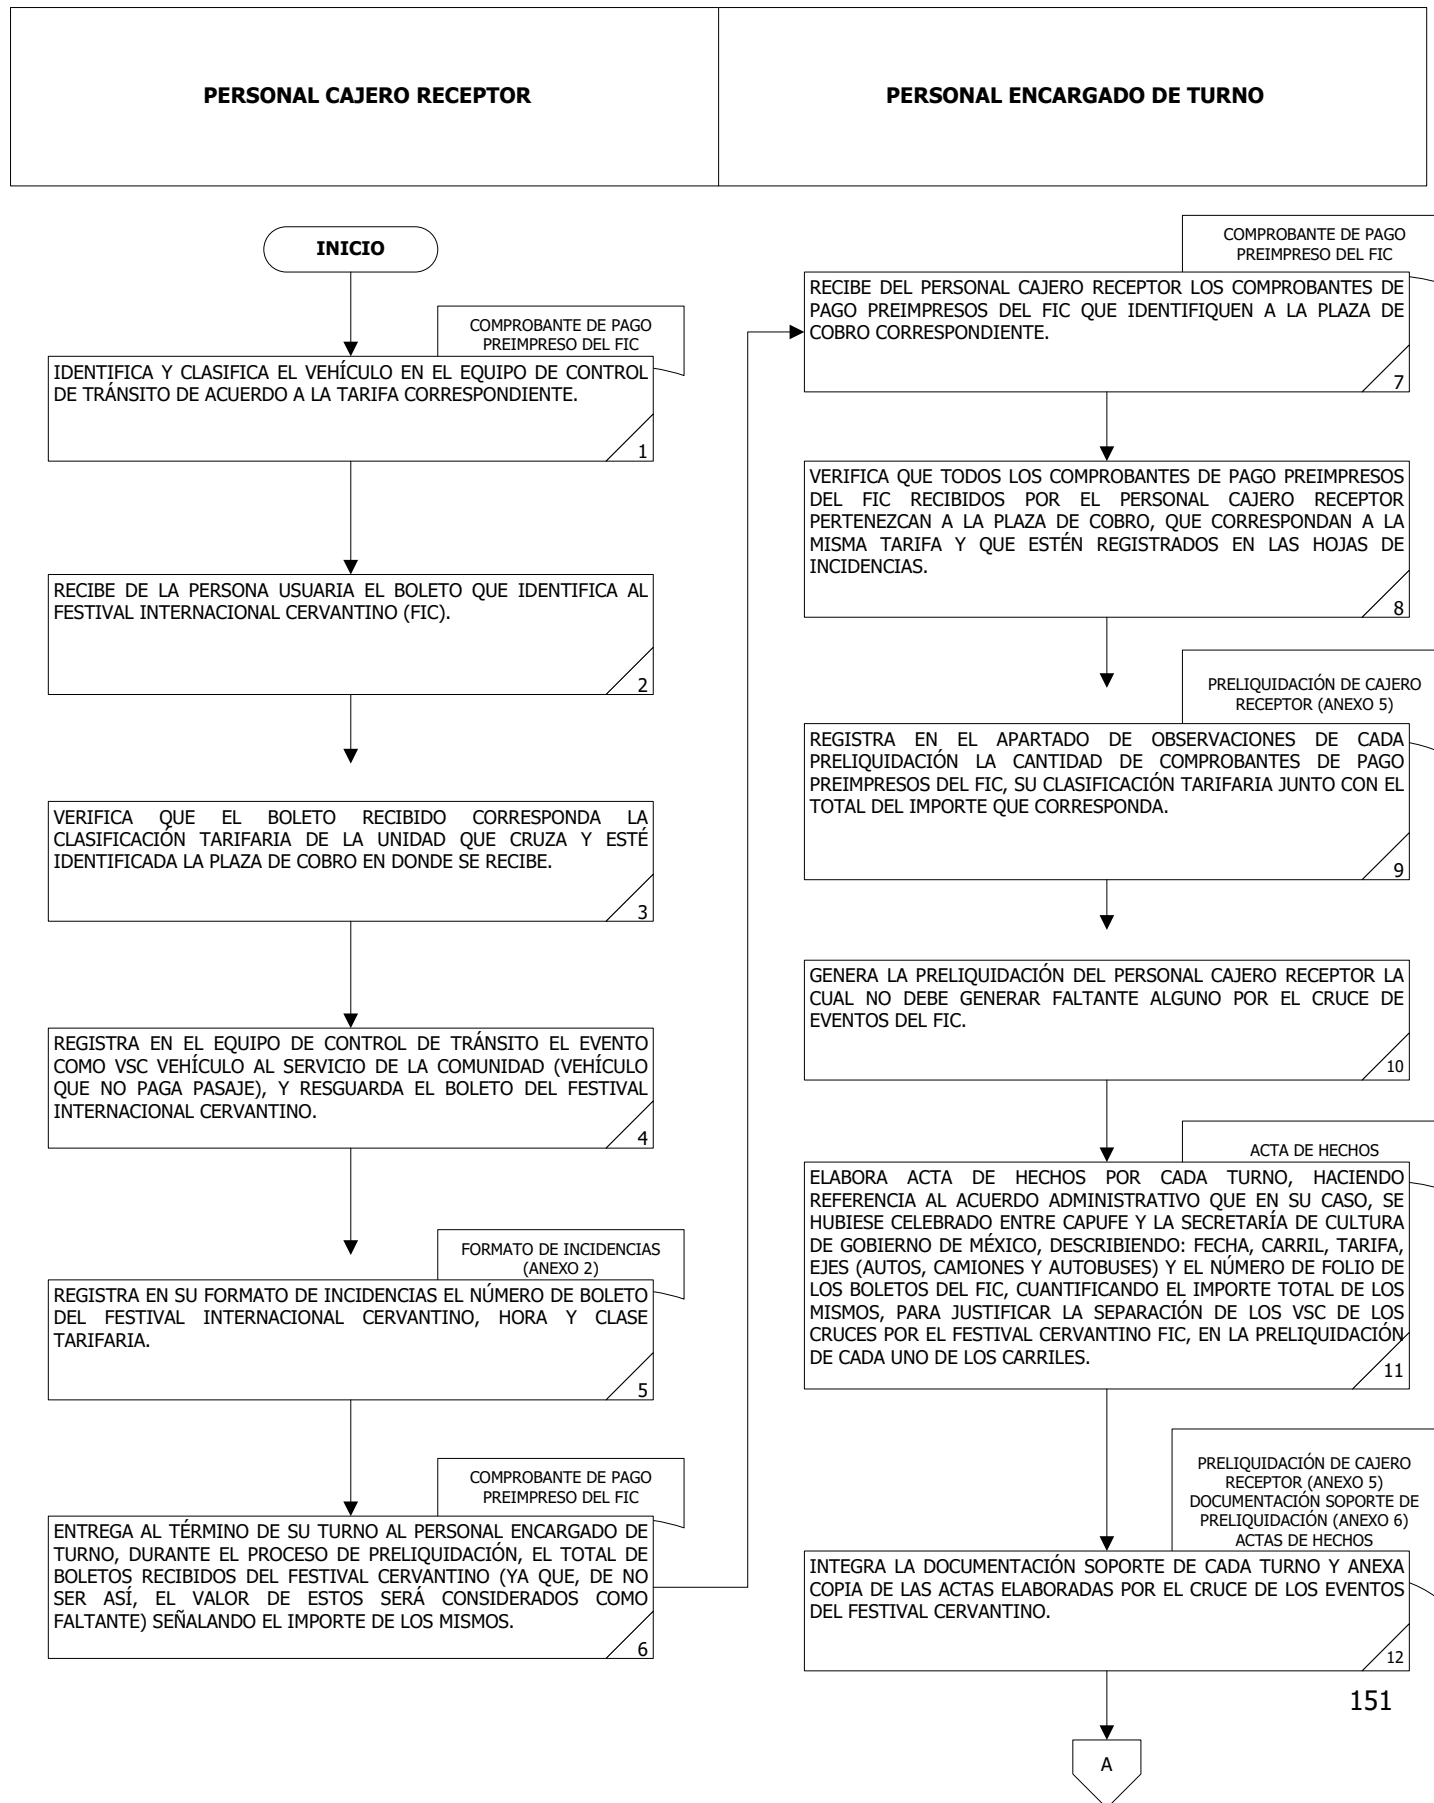 PERSONAL CAJERO RECEPTOR
PERSONAL ENCARGADO DE TURNO
INICIO
COMPROBANTE DE PAGO
PREIMPRESO DEL FIC
IDENTIFICA Y CLASIFICA EL VEHÍCULO EN EL EQUIPO DE CONTROL
DE TRÁNSITO DE ACUERDO A LA TARIFA CORRESPONDIENTE.
1
RECIBE DE LA PERSONA USUARIA EL BOLETO QUE IDENTIFICA AL
FESTIVAL INTERNACIONAL CERVANTINO (FIC).
2
VERIFICA QUE EL BOLETO RECIBIDO CORRESPONDA LA
CLASIFICACIÓN TARIFARIA DE LA UNIDAD QUE CRUZA Y ESTÉ
IDENTIFICADA LA PLAZA DE COBRO EN DONDE SE RECIBE.
3
REGISTRA EN EL EQUIPO DE CONTROL DE TRÁNSITO EL EVENTO
COMO VSC VEHÍCULO AL SERVICIO DE LA COMUNIDAD (VEHÍCULO
QUE NO PAGA PASAJE), Y RESGUARDA EL BOLETO DEL FESTIVAL
INTERNACIONAL CERVANTINO.
4
FORMATO DE INCIDENCIAS
(ANEXO 2)
REGISTRA EN SU FORMATO DE INCIDENCIAS EL NÚMERO DE BOLETO
DEL FESTIVAL INTERNACIONAL CERVANTINO, HORA Y CLASE
TARIFARIA.
5
COMPROBANTE DE PAGO
PREIMPRESO DEL FIC
ENTREGA AL TÉRMINO DE SU TURNO AL PERSONAL ENCARGADO DE
TURNO, DURANTE EL PROCESO DE PRELIQUIDACIÓN, EL TOTAL DE
BOLETOS RECIBIDOS DEL FESTIVAL CERVANTINO (YA QUE, DE NO
SER ASÍ, EL VALOR DE ESTOS SERÁ CONSIDERADOS COMO
FALTANTE) SEÑALANDO EL IMPORTE DE LOS MISMOS.
6
COMPROBANTE DE PAGO
PREIMPRESO DEL FIC
RECIBE DEL PERSONAL CAJERO RECEPTOR LOS COMPROBANTES DE
PAGO PREIMPRESOS DEL FIC QUE IDENTIFIQUEN A LA PLAZA DE
COBRO CORRESPONDIENTE.
7
VERIFICA QUE TODOS LOS COMPROBANTES DE PAGO PREIMPRESOS
DEL FIC RECIBIDOS POR EL PERSONAL CAJERO RECEPTOR
PERTENEZCAN A LA PLAZA DE COBRO, QUE CORRESPONDAN A LA
MISMA TARIFA Y QUE ESTÉN REGISTRADOS EN LAS HOJAS DE
INCIDENCIAS.
8
PRELIQUIDACIÓN DE CAJERO
RECEPTOR (ANEXO 5)
REGISTRA EN EL APARTADO DE OBSERVACIONES DE CADA
PRELIQUIDACIÓN LA CANTIDAD DE COMPROBANTES DE PAGO
PREIMPRESOS DEL FIC, SU CLASIFICACIÓN TARIFARIA JUNTO CON EL
TOTAL DEL IMPORTE QUE CORRESPONDA.
9
GENERA LA PRELIQUIDACIÓN DEL PERSONAL CAJERO RECEPTOR LA
CUAL NO DEBE GENERAR FALTANTE ALGUNO POR EL CRUCE DE
EVENTOS DEL FIC.
10
ACTA DE HECHOS
ELABORA ACTA DE HECHOS POR CADA TURNO, HACIENDO
REFERENCIA AL ACUERDO ADMINISTRATIVO QUE EN SU CASO, SE
HUBIESE CELEBRADO ENTRE CAPUFE Y LA SECRETARÍA DE CULTURA
DE GOBIERNO DE MÉXICO, DESCRIBIENDO: FECHA, CARRIL, TARIFA,
EJES (AUTOS, CAMIONES Y AUTOBUSES) Y EL NÚMERO DE FOLIO DE
LOS BOLETOS DEL FIC, CUANTIFICANDO EL IMPORTE TOTAL DE LOS
MISMOS, PARA JUSTIFICAR LA SEPARACIÓN DE LOS VSC DE LOS
CRUCES POR EL FESTIVAL CERVANTINO FIC, EN LA PRELIQUIDACIÓN
DE CADA UNO DE LOS CARRILES.
11
PRELIQUIDACIÓN DE CAJERO
RECEPTOR (ANEXO 5)
DOCUMENTACIÓN SOPORTE DE
PRELIQUIDACIÓN (ANEXO 6)
ACTAS DE HECHOS
INTEGRA LA DOCUMENTACIÓN SOPORTE DE CADA TURNO Y ANEXA
COPIA DE LAS ACTAS ELABORADAS POR EL CRUCE DE LOS EVENTOS
DEL FESTIVAL CERVANTINO.
12
151
A